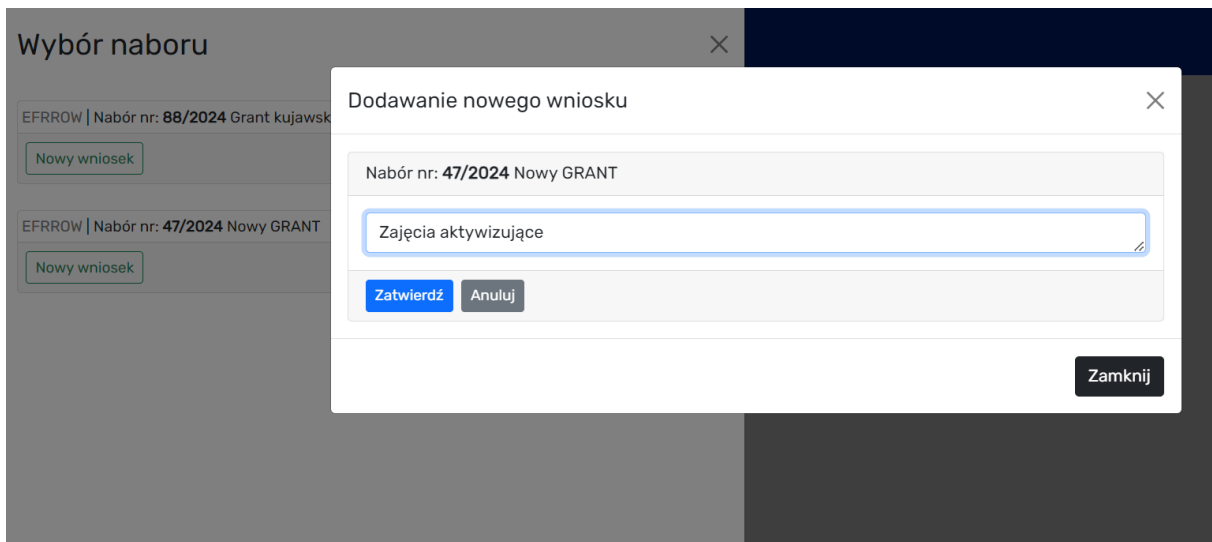 Wybór naboru
EFRROW | Nabór nr: 88/2024 Grant kujawsk
Nowy wniosek
EFRROW | Nabór nr: 47/2024 Nowy GRANT
Nowy wniosek
Dodawanie nowego wniosku
Nabór nr: 47/2024 Nowy GRANT
Zajęcia aktywizujące
Zatwierdź Anuluj
Zamknij